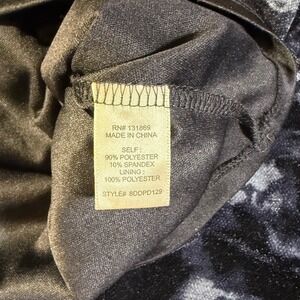 RN# 131869
MADE IN CHINA
SELF :
90% POLYESTER
10% SPANDEX
LINING :
100% POLYESTER
STYLE# 8DDPD129